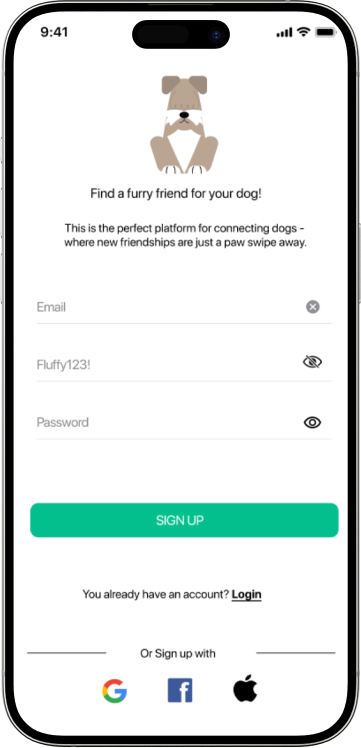 9:41
Find a furry friend for your dog!
This is the perfect platform for connecting dogs -
where new friendships are just a paw swipe away.
Email
Fluffy123!
Password
SIGN UP
You already have an account? Login
Or Sign up with